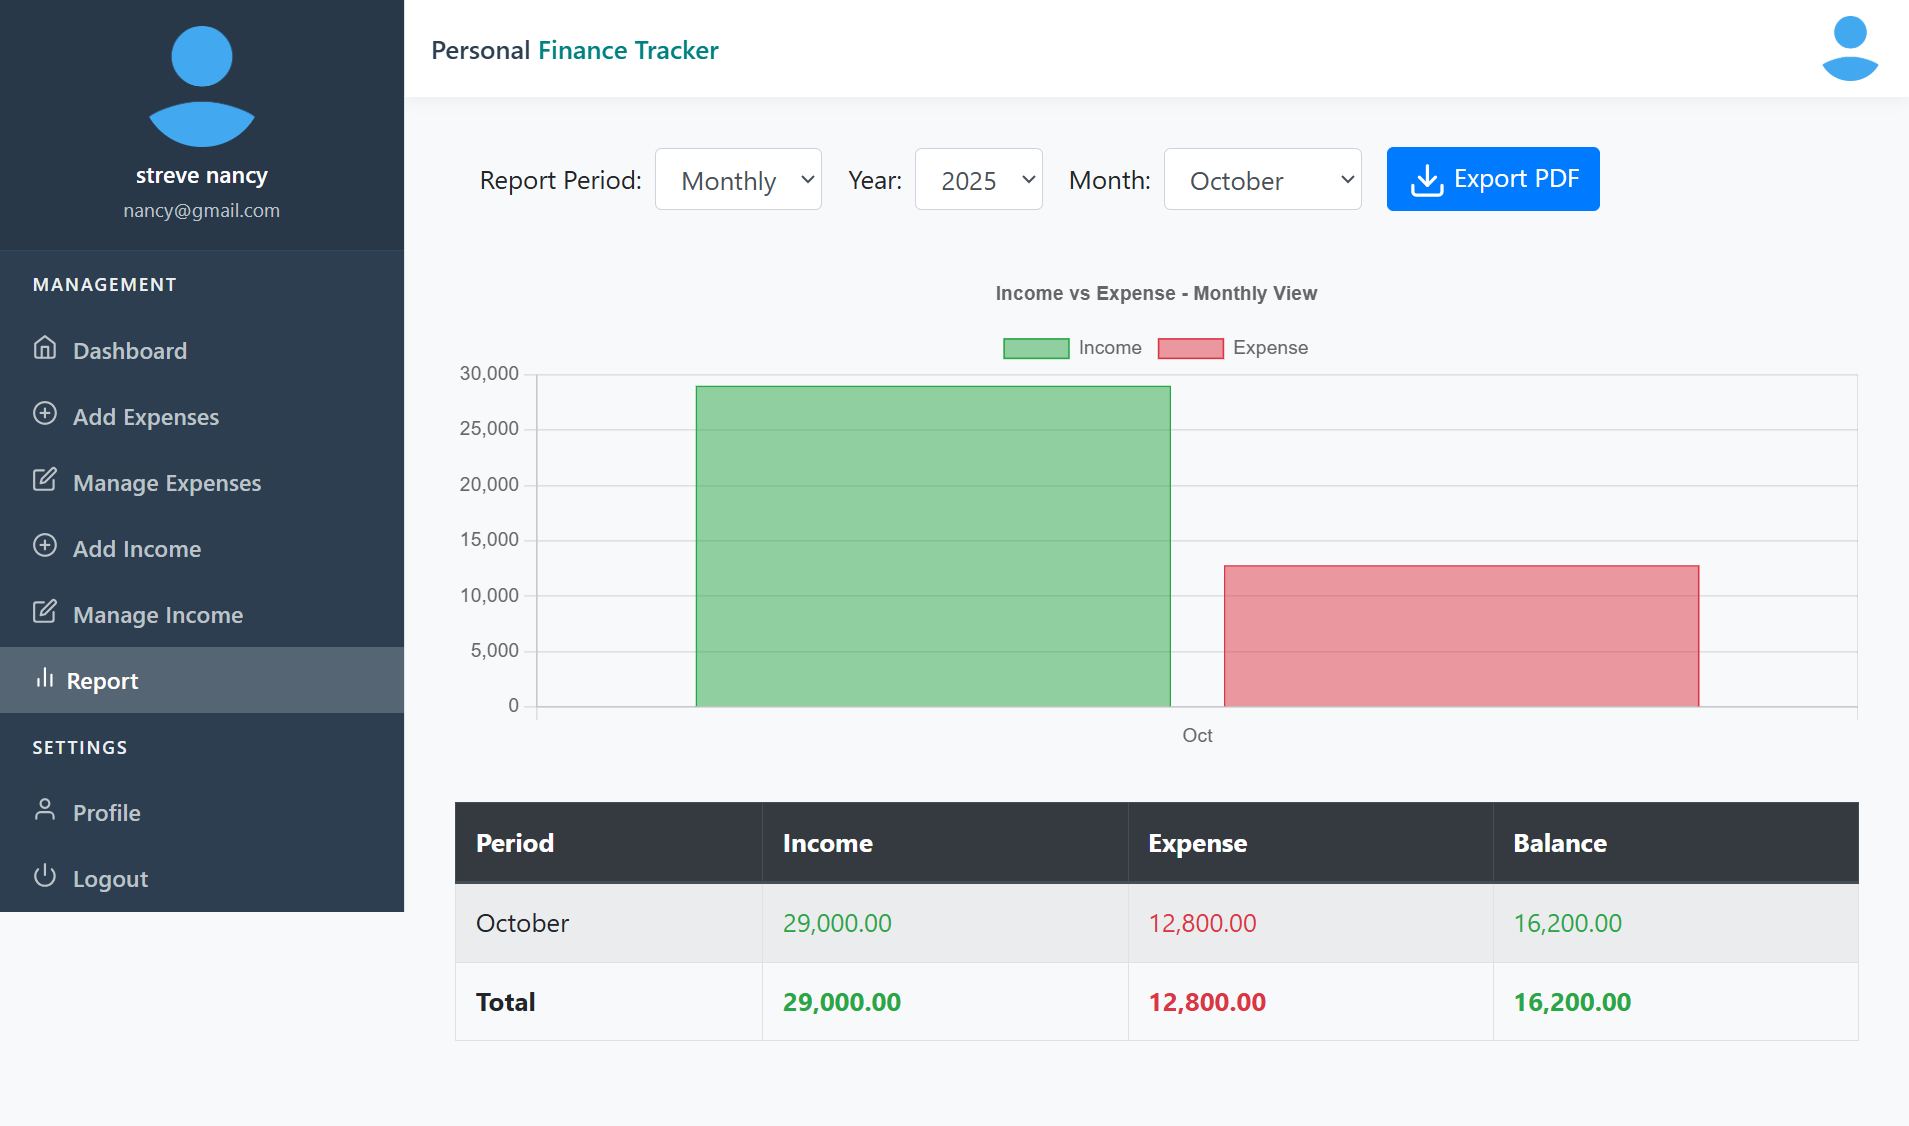 streve nancy
nancy@gmail.com
MANAGEMENT
Dashboard
Add Expenses
Manage Expenses
Add Income
Manage Income
Report
SETTINGS
Profile
Logout
Personal Finance Tracker
Report Period: Monthly Year: 2025 Month: October Export PDF
Income vs Expense - Monthly View
Income Expense
30,000
25,000
20,000
15,000
10,000
5,000
0
Oct
Period Income Expense Balance
October 29,000.00 12,800.00 16,200.00
Total 29,000.00 12,800.00 16,200.00